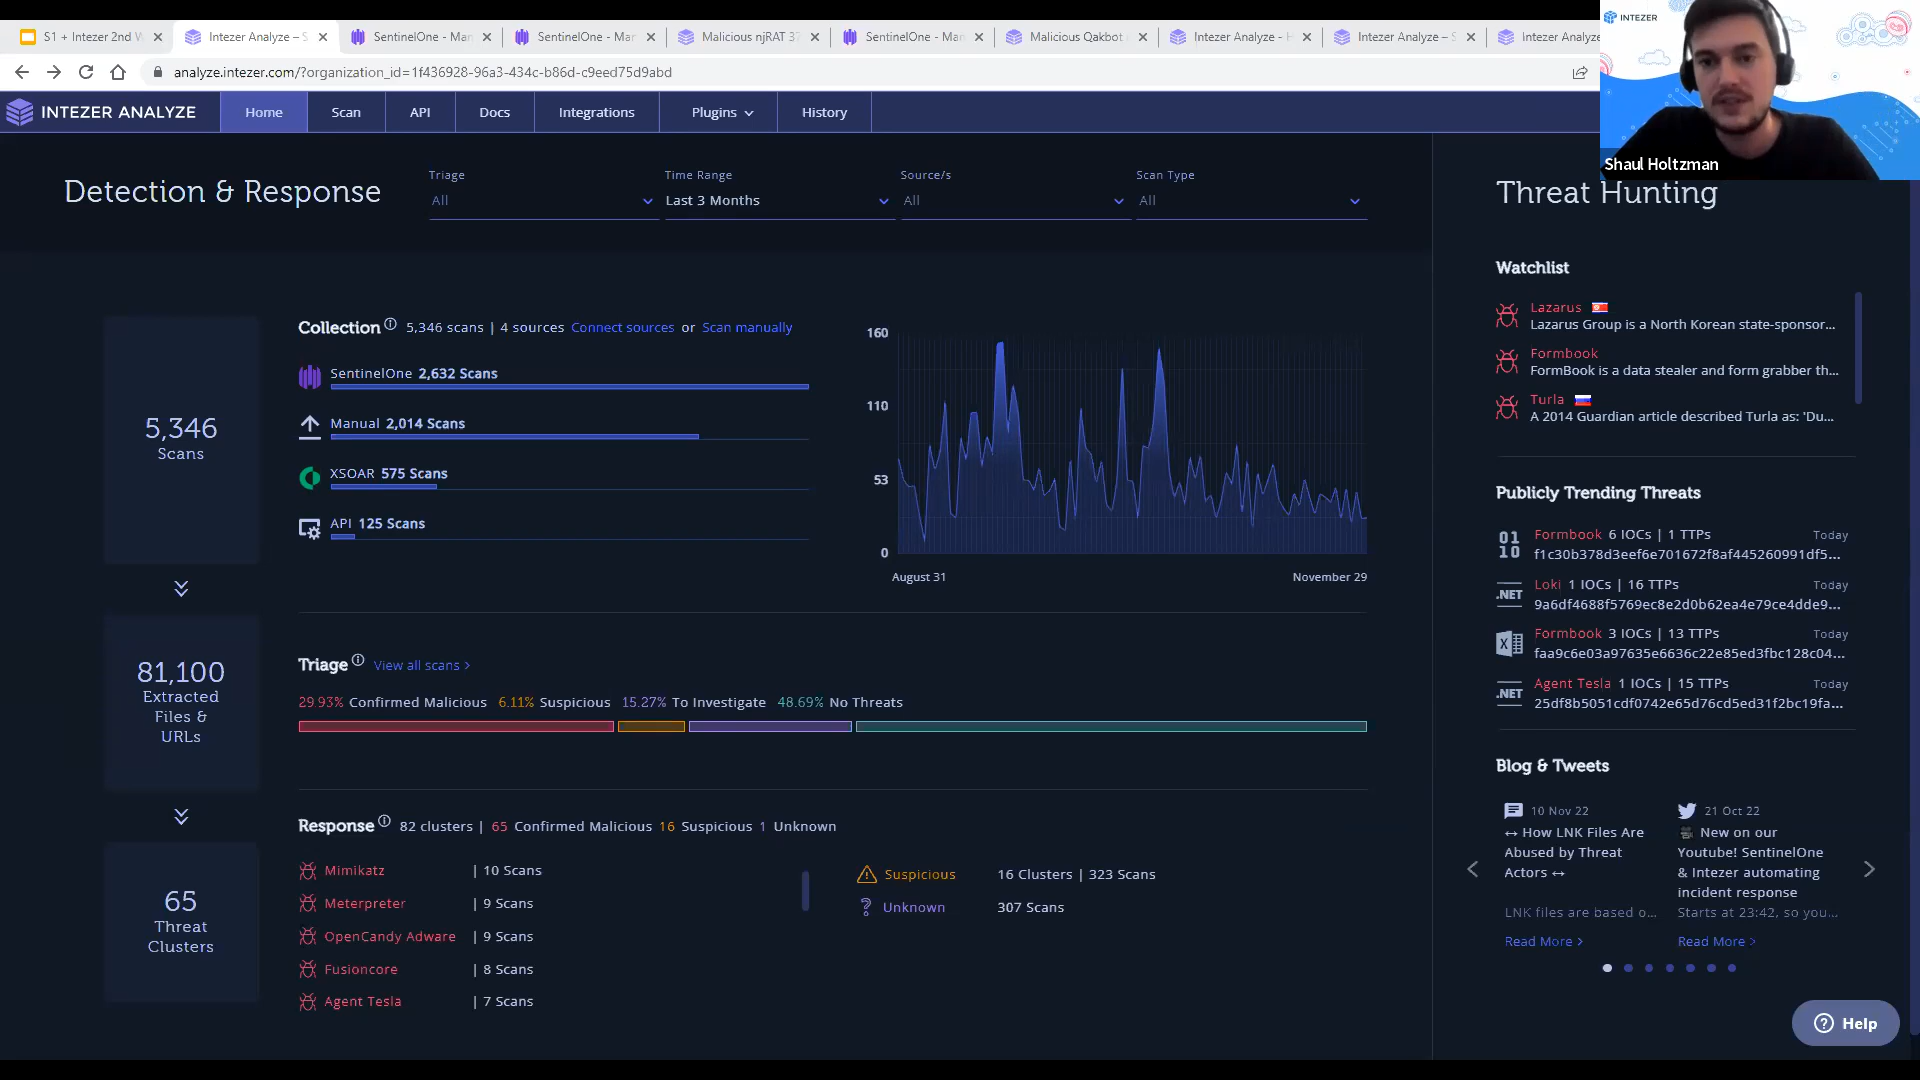 S1 + Intezer 2nd W
Intezer Analyze – S
SentinelOne - Man
SentinelOne - Man
Malicious njRAT 37
SentinelOne - Man
Malicious Qakbot
Intezer Analyze - H
Intezer Analyze – S
Intezer Analyze
INTEZER
analyze.intezer.com/?organization_id=1f436928-96a3-434c-b86d-c9eed75d9abd
INTEZER ANALYZE
Home
Scan
API
Docs
Integrations
Plugins
History
Shaul Holtzman
Detection & Response
Triage
All
Time Range
Last 3 Months
Source/s
All
Scan Type
All
5,346
Scans
81,100
Extracted
Files &
URLs
65
Threat
Clusters
Collection 5,346 scans | 4 sources Connect sources or Scan manually
SentinelOne 2,632 Scans
Manual 2,014 Scans
XSOAR 575 Scans
API 125 Scans
160
110
53
0
August 31
November 29
Triage View all scans >
29.93% Confirmed Malicious 6.11% Suspicious 15.27% To Investigate 48.69% No Threats
Response 82 clusters | 65 Confirmed Malicious 16 Suspicious 1 Unknown
Mimikatz | 10 Scans
Meterpreter | 9 Scans
OpenCandy Adware | 9 Scans
Fusioncore | 8 Scans
Agent Tesla | 7 Scans
Suspicious 16 Clusters | 323 Scans
? Unknown 307 Scans
Threat Hunting
Watchlist
Lazarus
Lazarus Group is a North Korean state-sponsor...
Formbook
FormBook is a data stealer and form grabber th...
Turla
A 2014 Guardian article described Turla as: 'Du...
Publicly Trending Threats
01
10
Formbook 6 IOCs | 1 TTPs Today
f1c30b378d3eef6e701672f8af445260991df5...
.NET
Loki 1 IOCs | 16 TTPs Today
9a6df4688f5769ec8e2d0b62ea4e79ce4dde9...
X
Formbook 3 IOCs | 13 TTPs Today
faa9c6e03a97635e6636c22e85ed3fbc128c04...
.NET
Agent Tesla 1 IOCs | 15 TTPs Today
25df8b5051cdf0742e65d76cd5ed31f2bc19fa...
Blog & Tweets
10 Nov 22
↔ How LNK Files Are
Abused by Threat
Actors ↔
LNK files are based o...
Read More >
21 Oct 22
New on our
Youtube! SentinelOne
& Intezer automating
incident response
Starts at 23:42, so you...
Read More >
? Help